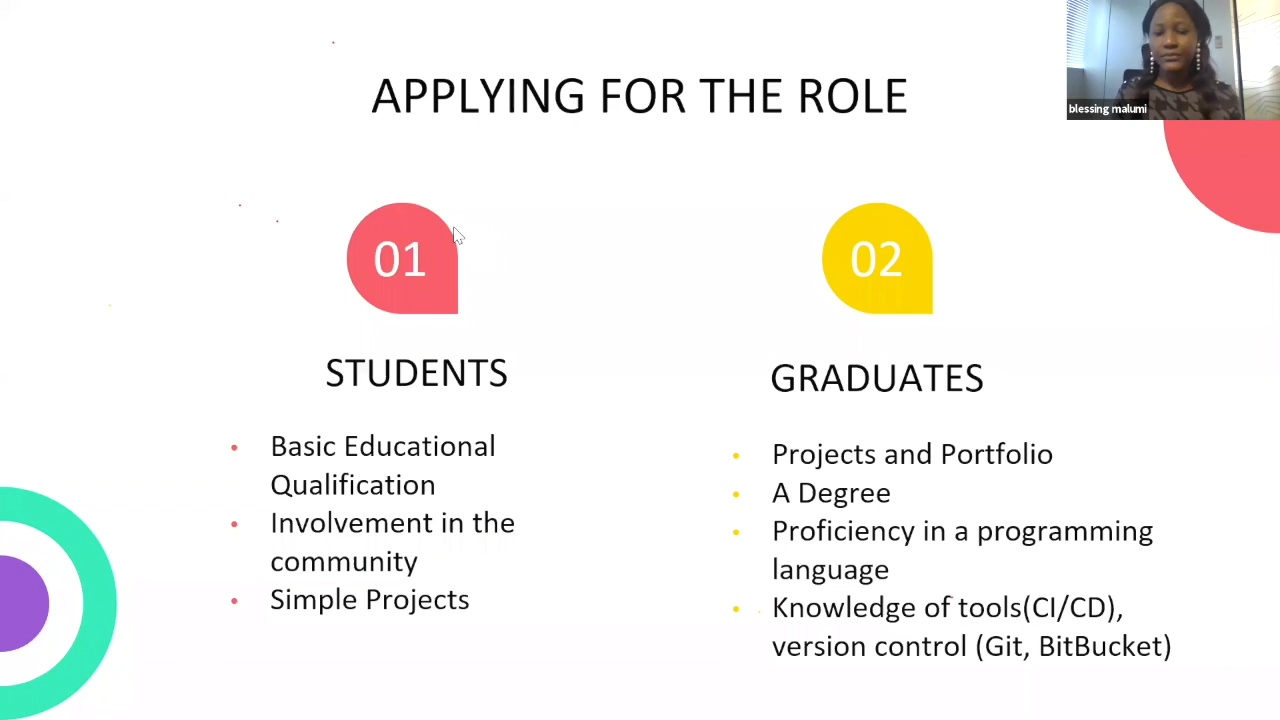 APPLYING FOR THE ROLE
blessing malumi
01
02
STUDENTS
GRADUATES
Basic Educational
Qualification
Involvement in the
community
Simple Projects
Projects and Portfolio
A Degree
Proficiency in a programming
language
Knowledge of tools(CI/CD),
version control (Git, BitBucket)